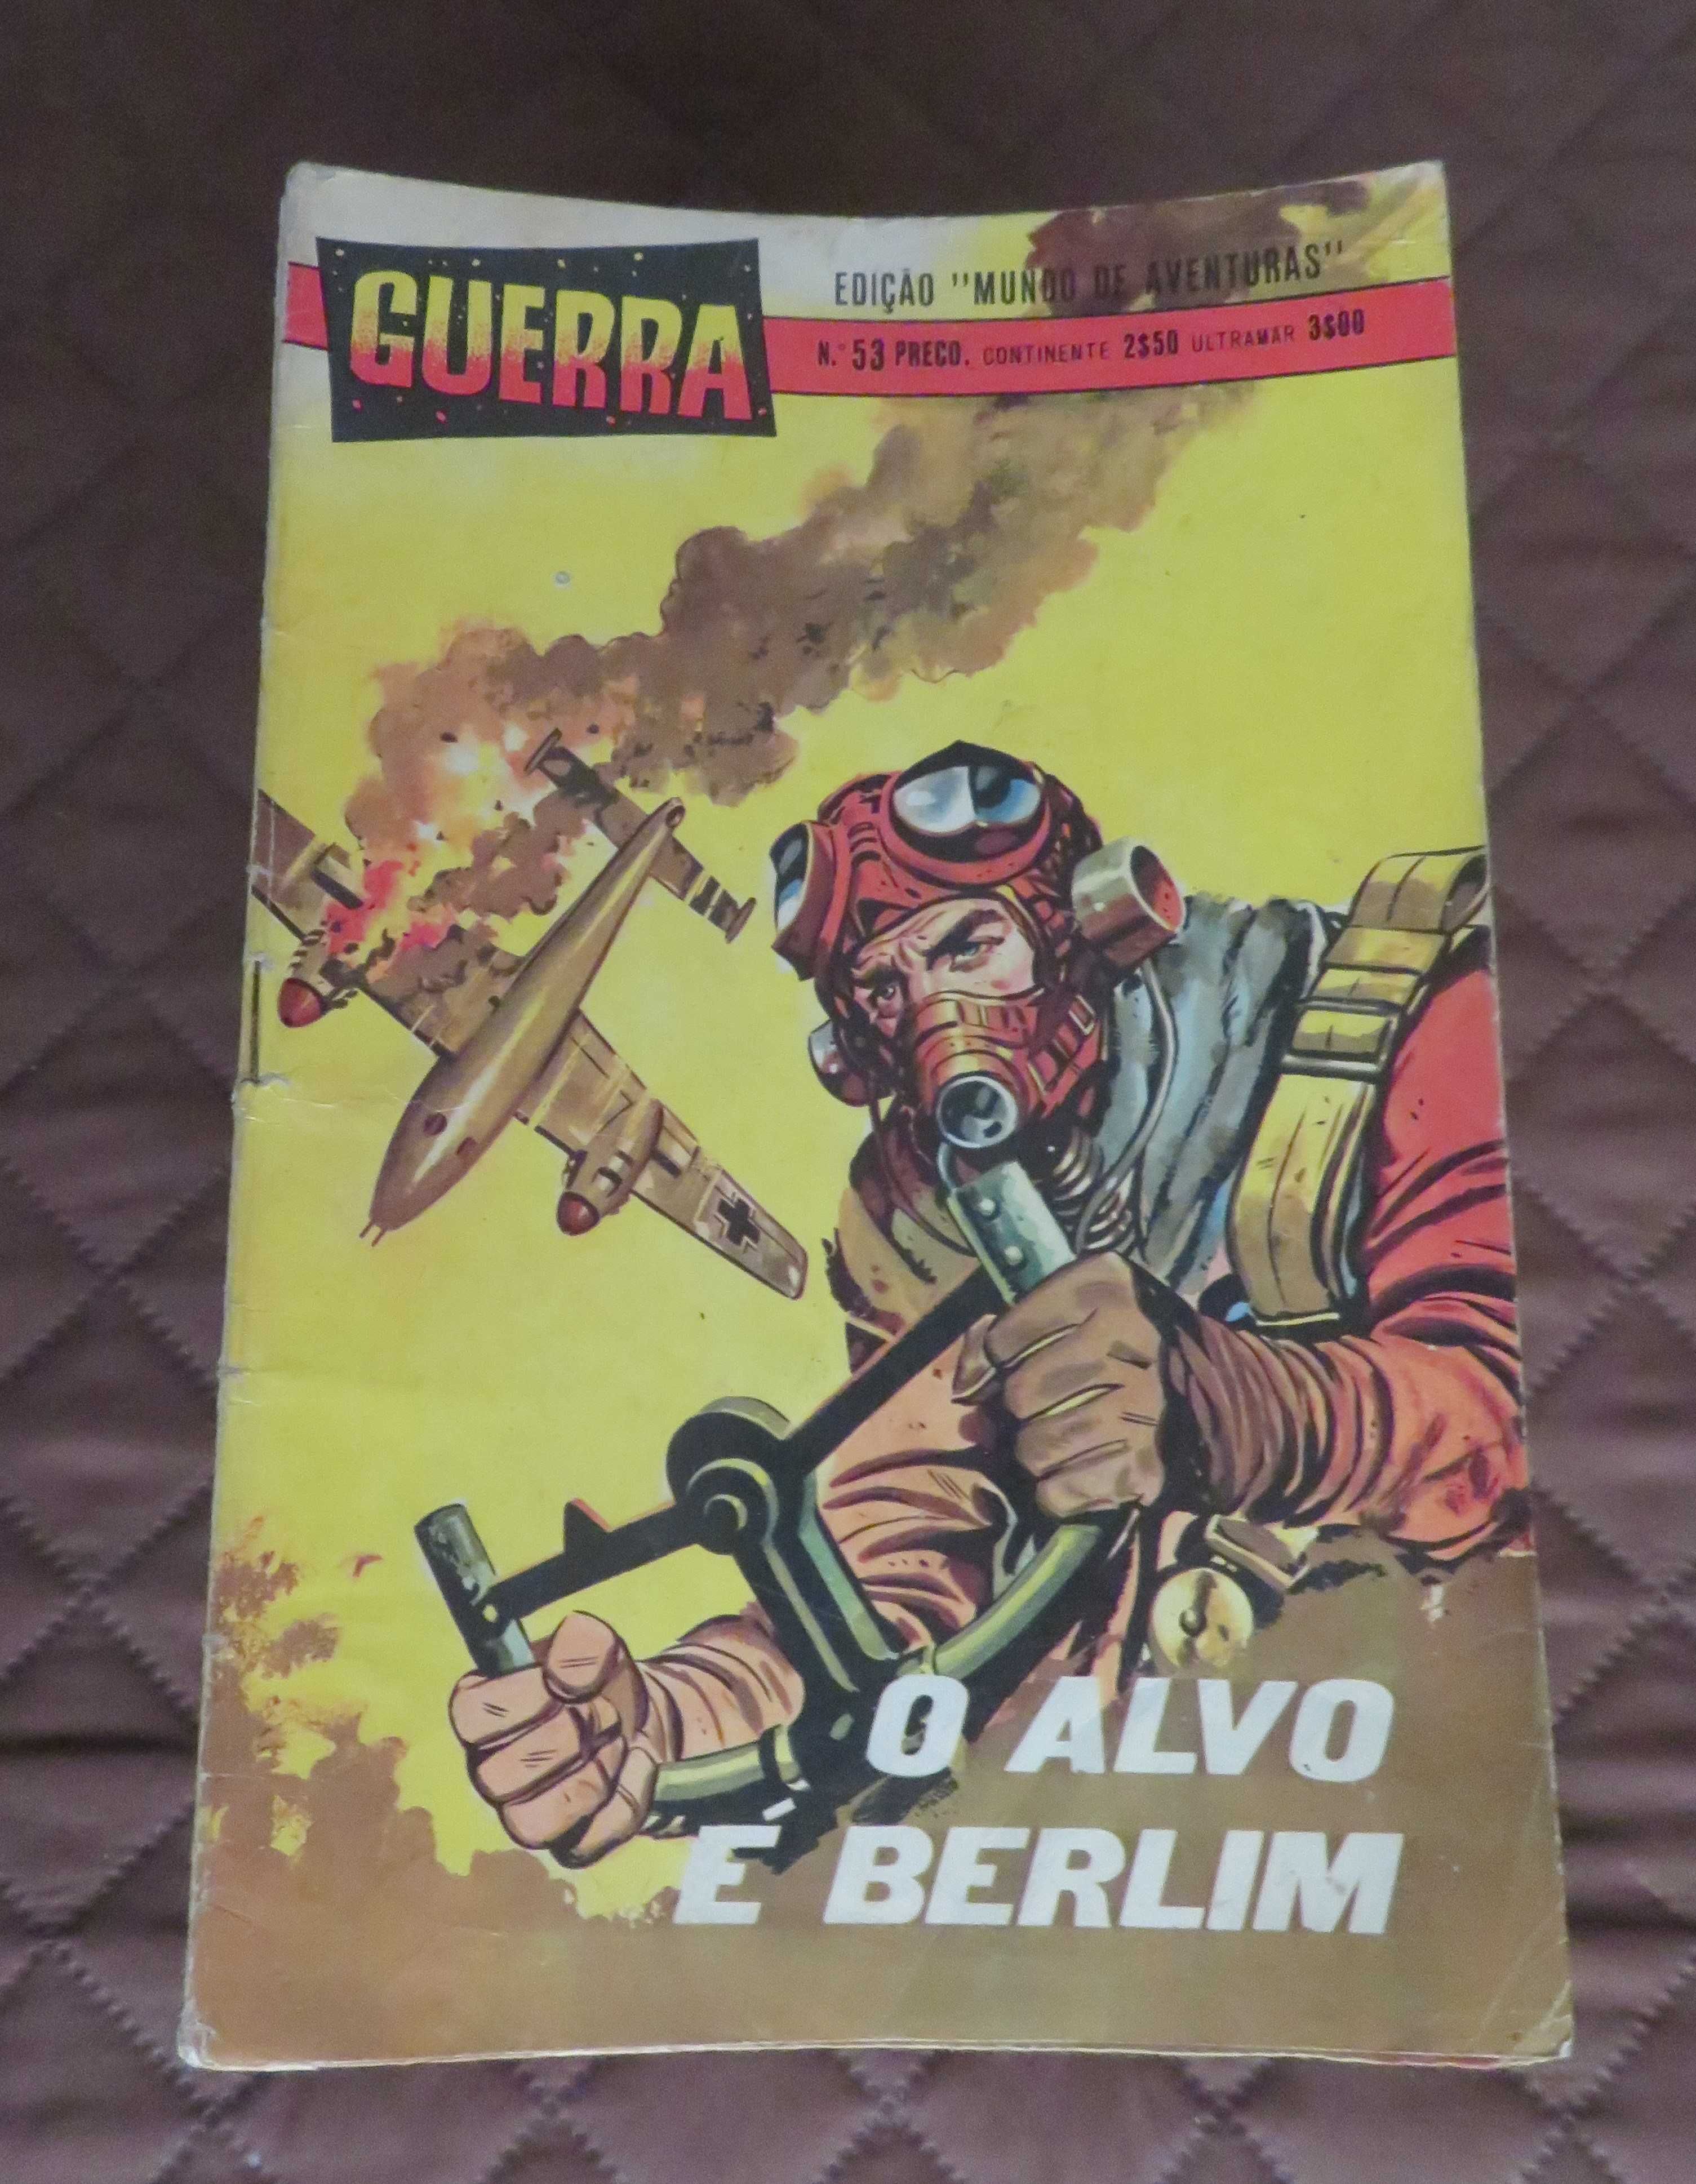 GUERRA
EDIÇÃO "MUNDO DE AVENTURAS"
N.º 53 PREÇO. CONTINENTE 2$50 ULTRAMAR 3$00
O ALVO
É BERLIM